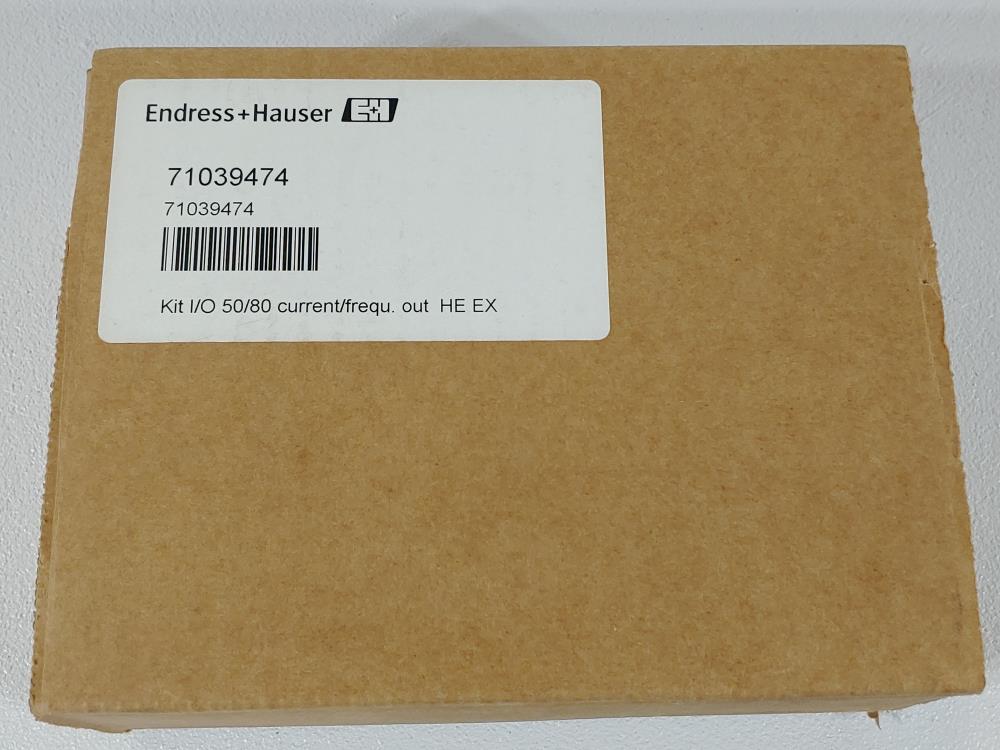 Endress+Hauser E+H
71039474
71039474
Kit I/O 50/80 current/frequ. out HE EX